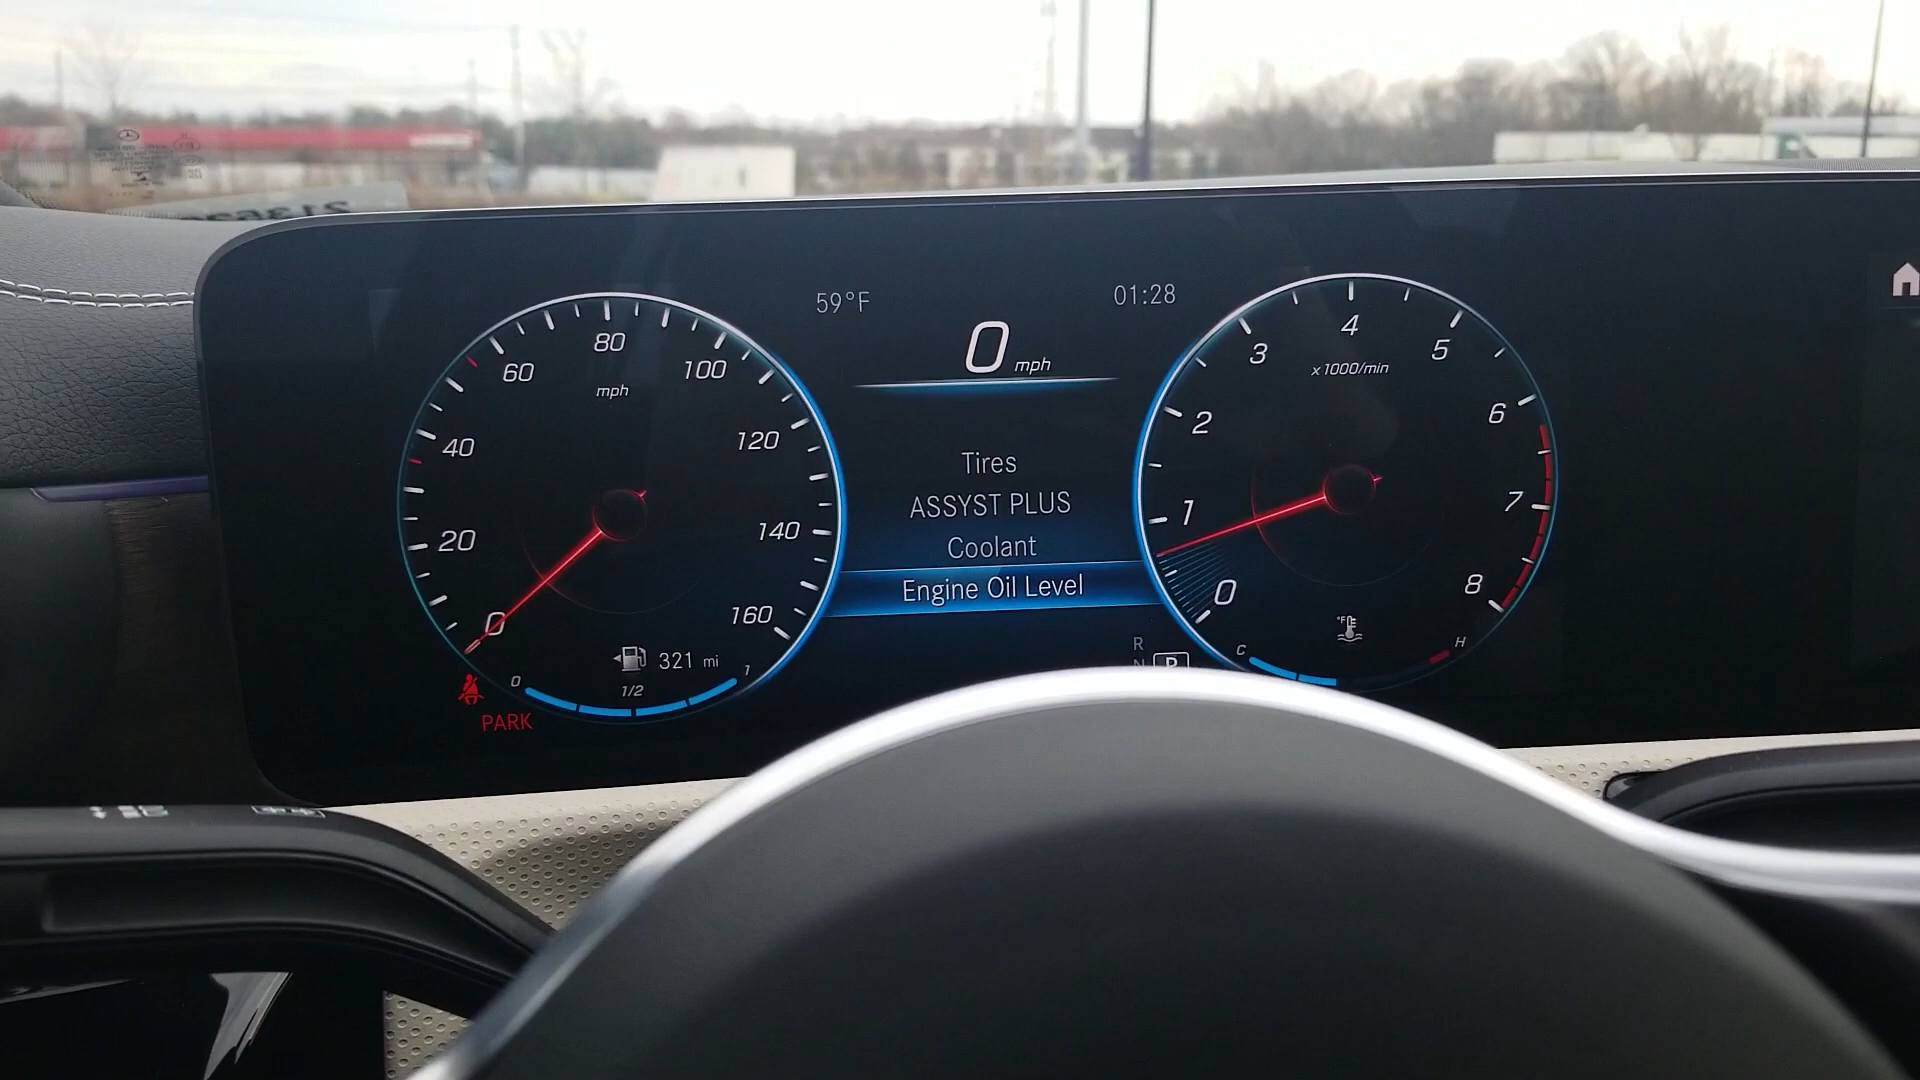 59°F
01:28
0 mph
0
20
40
60
80
100
120
140
160
mph
Tires
ASSYST PLUS
Coolant
Engine Oil Level
0
1
2
3
4
5
6
7
8
x1000/min
321 mi
0
1/2
1
PARK
R
N P
°F
C
H